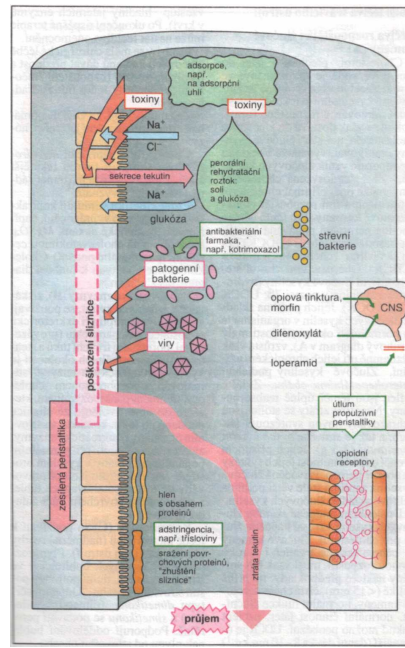 adsorpce,
např.
na adsorpční
uhlí
toxiny
toxiny
Na⁺
Cl⁻
sekrece tekutin
perorální
rehydratační
roztok:
soli
a glukóza
Na⁺
glukóza
antibakteriální
farmaka,
např. kotrimoxazol
střevní
bakterie
patogenní
bakterie
viry
poškození sliznice
opiová tinktura,
morfin
CNS
difenoxylát
loperamid
útlum
propulzivní
peristaltiky
opioidní
receptory
zesílená peristaltika
hlen
s obsahem
proteinů
adstringencia,
např. třísloviny
sražení povr-
chových proteinů,
"zhuštění
sliznice"
ztráta tekutin
průjem